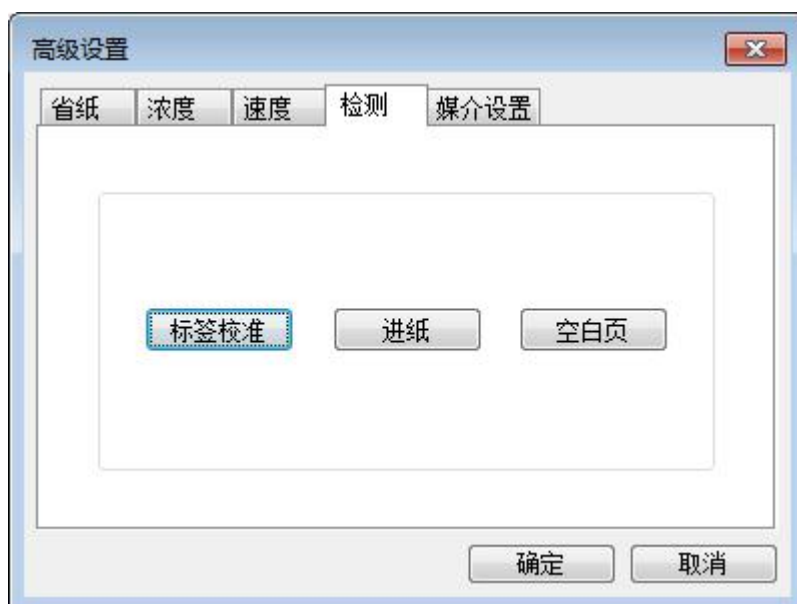 高级设置
省纸 浓度 速度 检测 媒介设置
标签校准 进纸 空白页
确定 取消